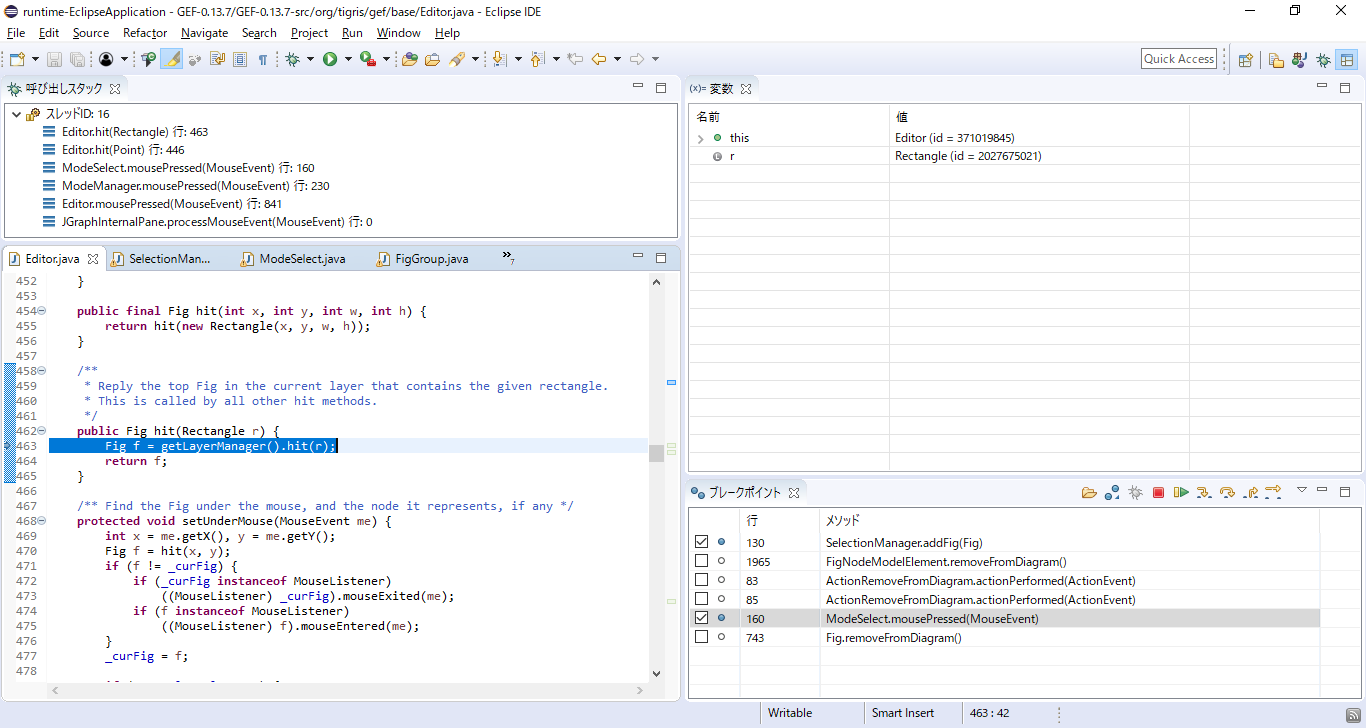 runtime-EclipseApplication - GEF-0.13.7/GEF-0.13.7-src/org/tigris/gef/base/Editor.java - Eclipse IDE
File Edit Source Refactor Navigate Search Project Run Window Help
Quick Access
呼び出しスタック
スレッドID: 16
Editor.hit(Rectangle) 行: 463
Editor.hit(Point) 行: 446
ModeSelect.mousePressed(MouseEvent) 行: 160
ModeManager.mousePressed(MouseEvent) 行: 230
Editor.mousePressed(MouseEvent) 行: 841
JGraphInternalPane.processMouseEvent(MouseEvent) 行: 0
(x)= 変数
名前 値
this Editor (id = 371019845)
r Rectangle (id = 2027675021)
Editor.java SelectionMan... ModeSelect.java FigGroup.java »7
452 }
453
454 public final Fig hit(int x, int y, int w, int h) {
455 return hit(new Rectangle(x, y, w, h));
456 }
457
458 /**
459 * Reply the top Fig in the current layer that contains the given rectangle.
460 * This is called by all other hit methods.
461 */
462 public Fig hit(Rectangle r) {
463 Fig f = getLayerManager().hit(r);
464 return f;
465 }
466
467 /** Find the Fig under the mouse, and the node it represents, if any */
468 protected void setUnderMouse(MouseEvent me) {
469 int x = me.getX(), y = me.getY();
470 Fig f = hit(x, y);
471 if (f != _curFig) {
472 if (_curFig instanceof MouseListener)
473 ((MouseListener) _curFig).mouseExited(me);
474 if (f instanceof MouseListener)
475 ((MouseListener) f).mouseEntered(me);
476 }
477 _curFig = f;
478
ブレークポイント
行 メソッド
130 SelectionManager.addFig(Fig)
1965 FigNodeModelElement.removeFromDiagram()
83 ActionRemoveFromDiagram.actionPerformed(ActionEvent)
85 ActionRemoveFromDiagram.actionPerformed(ActionEvent)
160 ModeSelect.mousePressed(MouseEvent)
743 Fig.removeFromDiagram()
Writable Smart Insert 463 : 42